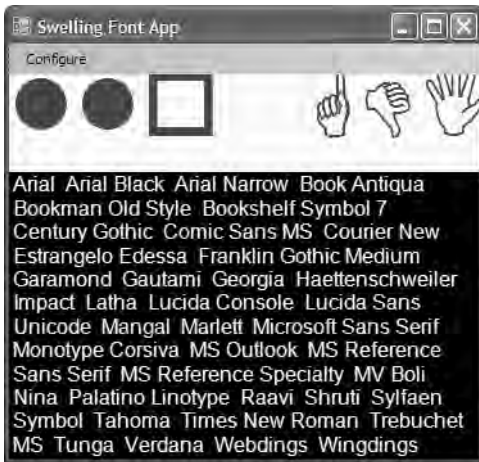 Swelling Font App
Configure
Arial Arial Black Arial Narrow Book Antiqua
Bookman Old Style Bookshelf Symbol 7
Century Gothic Comic Sans MS Courier New
Estrangelo Edessa Franklin Gothic Medium
Garamond Gautami Georgia Haettenschweiler
Impact Latha Lucida Console Lucida Sans
Unicode Mangal Marlett Microsoft Sans Serif
Monotype Corsiva MS Outlook MS Reference
Sans Serif MS Reference Specialty MV Boli
Nina Palatino Linotype Raavi Shruti Sylfaen
Symbol Tahoma Times New Roman Trebuchet
MS Tunga Verdana Webdings Wingdings